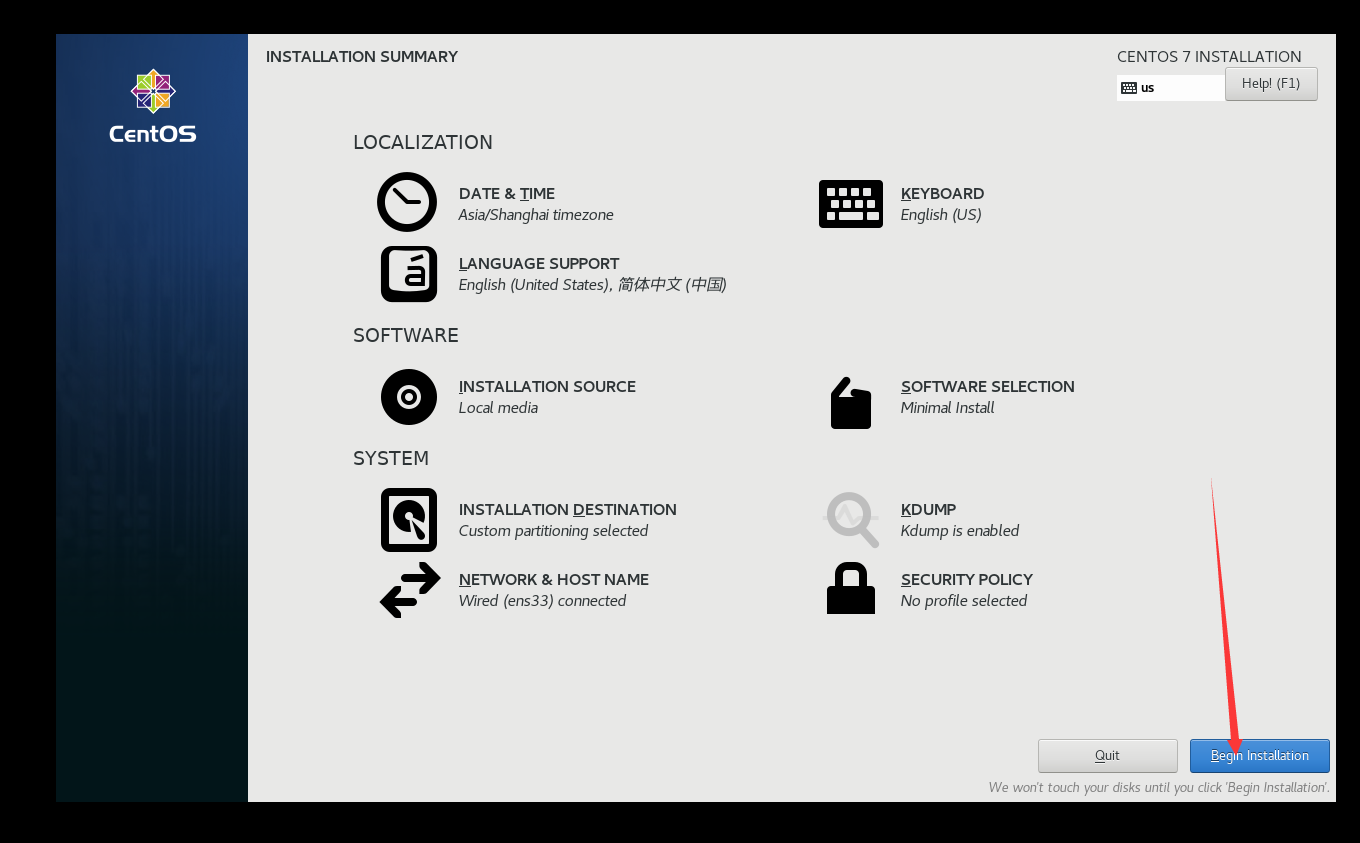 INSTALLATION SUMMARY
CENTOS 7 INSTALLATION
us
Help! (F1)
CentOS
LOCALIZATION
DATE & TIME
Asia/Shanghai timezone
KEYBOARD
English (US)
LANGUAGE SUPPORT
English (United States), 简体中文 (中国)
SOFTWARE
INSTALLATION SOURCE
Local media
SOFTWARE SELECTION
Minimal Install
SYSTEM
INSTALLATION DESTINATION
Custom partitioning selected
KDUMP
Kdump is enabled
NETWORK & HOST NAME
Wired (ens33) connected
SECURITY POLICY
No profile selected
Quit
Begin Installation
We won't touch your disks until you click 'Begin Installation'.